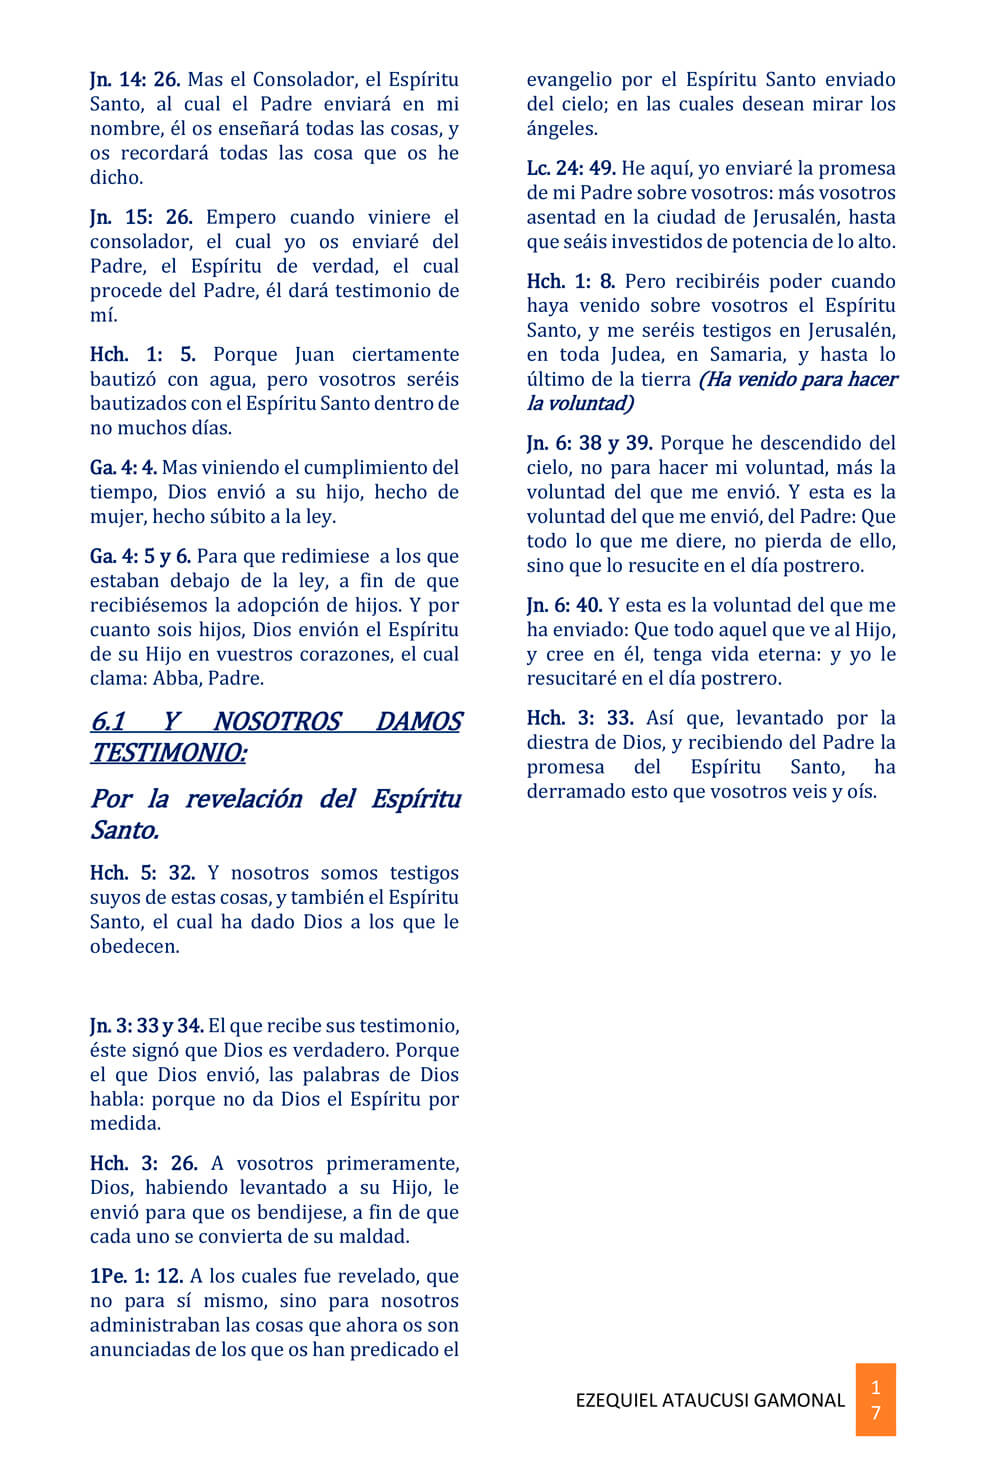 Jn. 14: 26. Mas el Consolador, el Espíritu
Santo, al cual el Padre enviará en mi
nombre, él os enseñará todas las cosas, y
os recordará todas las cosa que os he
dicho.
Jn. 15: 26. Empero cuando viniere el
consolador, el cual yo os enviaré del
Padre, el Espíritu de verdad, el cual
procede del Padre, él dará testimonio de
mí.
Hch. 1: 5. Porque Juan ciertamente
bautizó con agua, pero vosotros seréis
bautizados con el Espíritu Santo dentro de
no muchos días.
Ga. 4: 4. Mas viniendo el cumplimiento del
tiempo, Dios envió a su hijo, hecho de
mujer, hecho súbito a la ley.
Ga. 4: 5 y 6. Para que redimiese a los que
estaban debajo de la ley, a fin de que
recibiésemos la adopción de hijos. Y por
cuanto sois hijos, Dios envión el Espíritu
de su Hijo en vuestros corazones, el cual
clama: Abba, Padre.
6.1 Y NOSOTROS DAMOS
TESTIMONIO:
Por la revelación del Espíritu
Santo.
Hch. 5: 32. Y nosotros somos testigos
suyos de estas cosas, y también el Espíritu
Santo, el cual ha dado Dios a los que le
obedecen.
Jn. 3: 33 y 34. El que recibe sus testimonio,
éste signó que Dios es verdadero. Porque
el que Dios envió, las palabras de Dios
habla: porque no da Dios el Espíritu por
medida.
Hch. 3: 26. A vosotros primeramente,
Dios, habiendo levantado a su Hijo, le
envió para que os bendijese, a fin de que
cada uno se convierta de su maldad.
1Pe. 1: 12. A los cuales fue revelado, que
no para sí mismo, sino para nosotros
administraban las cosas que ahora os son
anunciadas de los que os han predicado el
evangelio por el Espíritu Santo enviado
del cielo; en las cuales desean mirar los
ángeles.
Lc. 24: 49. He aquí, yo enviaré la promesa
de mi Padre sobre vosotros: más vosotros
asentad en la ciudad de Jerusalén, hasta
que seáis investidos de potencia de lo alto.
Hch. 1: 8. Pero recibiréis poder cuando
haya venido sobre vosotros el Espíritu
Santo, y me seréis testigos en Jerusalén,
en toda Judea, en Samaria, y hasta lo
último de la tierra (Ha venido para hacer
la voluntad)
Jn. 6: 38 y 39. Porque he descendido del
cielo, no para hacer mi voluntad, más la
voluntad del que me envió. Y esta es la
voluntad del que me envió, del Padre: Que
todo lo que me diere, no pierda de ello,
sino que lo resucite en el día postrero.
Jn. 6: 40. Y esta es la voluntad del que me
ha enviado: Que todo aquel que ve al Hijo,
y cree en él, tenga vida eterna: y yo le
resucitaré en el día postrero.
Hch. 3: 33. Así que, levantado por la
diestra de Dios, y recibiendo del Padre la
promesa del Espíritu Santo, ha
derramado esto que vosotros veis y oís.
EZEQUIEL ATAUCUSI GAMONAL
1
7